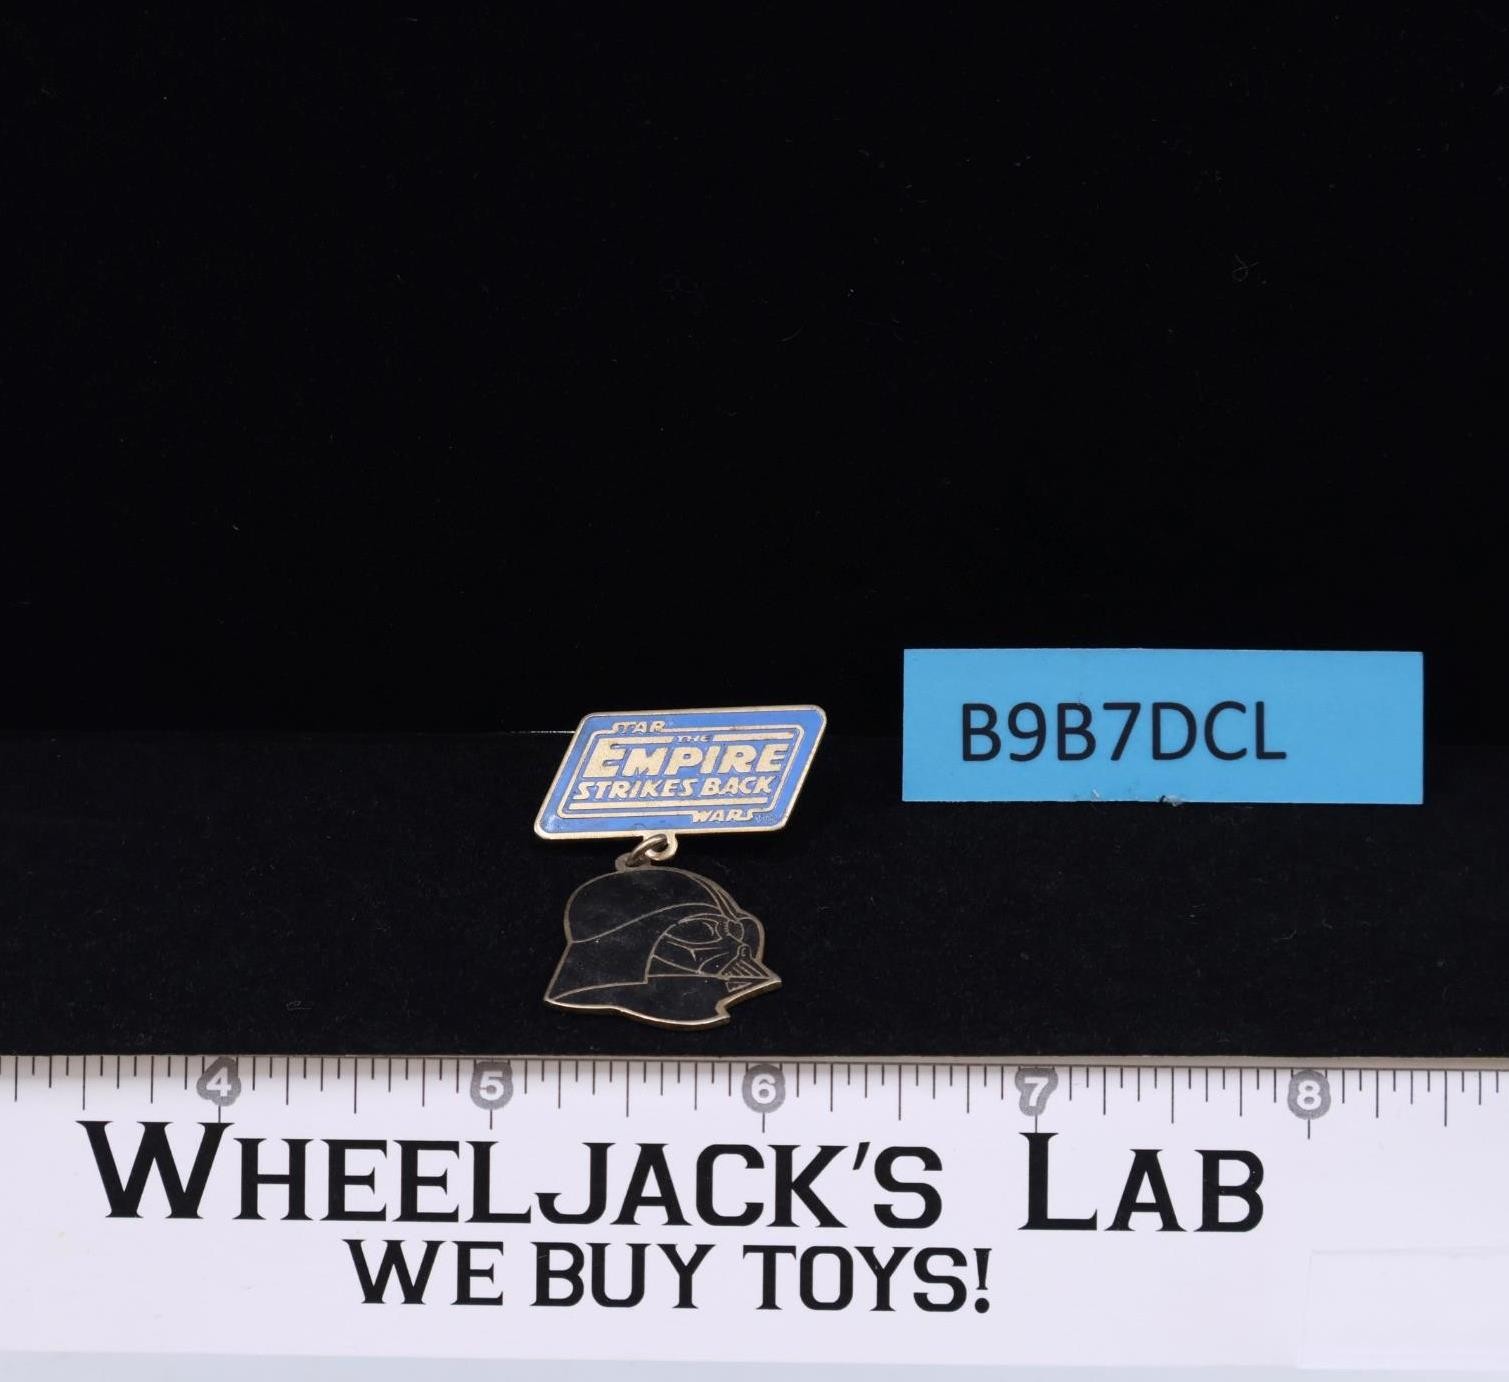 B9B7DCL
STAR
THE
EMPIRE
STRIKES BACK
WARS
4 5 6 7 8
WHEELJACK'S LAB
WE BUY TOYS!